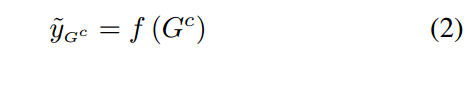 ỹ_{G^c} = f (G^c) (2)